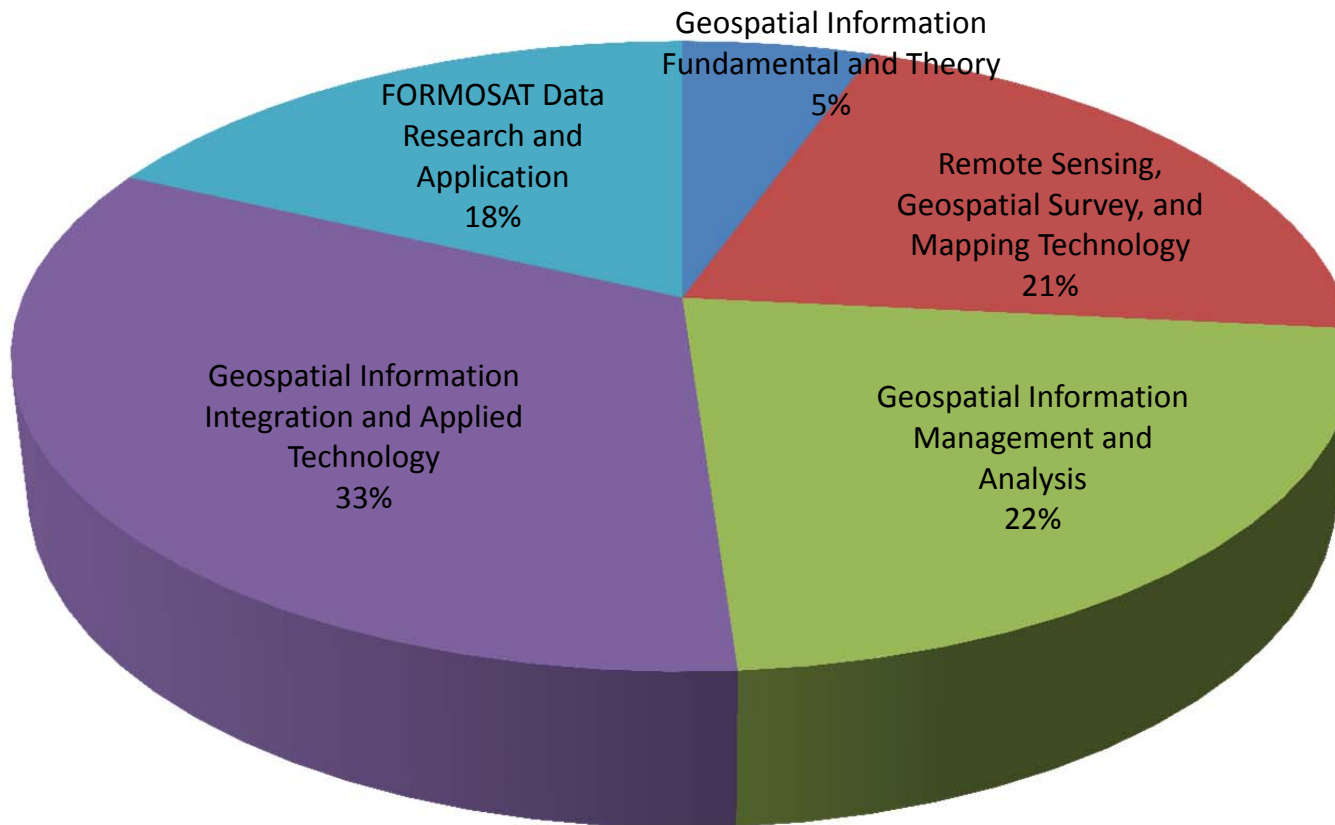 Geospatial Information
Fundamental and Theory
5%
FORMOSAT Data
Research and
Application
18%
Remote Sensing,
Geospatial Survey, and
Mapping Technology
21%
Geospatial Information
Integration and Applied
Technology
33%
Geospatial Information
Management and
Analysis
22%